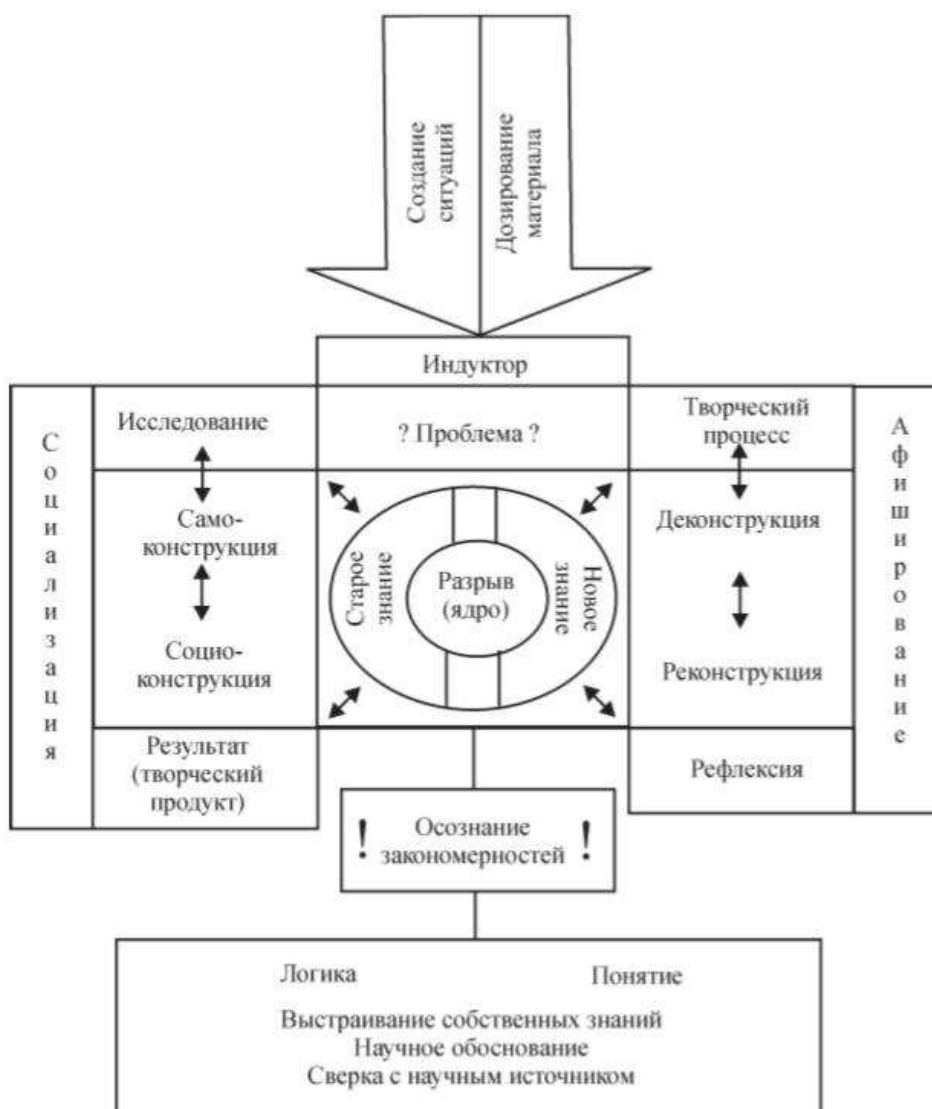 Создание
ситуаций
Дозирование
материала
Индуктор
Социализация
Исследование
? Проблема ?
Творческий
процесс
Афиширование
Само-
конструкция
Социо-
конструкция
Старое
знание
Разрыв
(ядро)
Новое
знание
Деконструкция
Реконструкция
Результат
(творческий
продукт)
Рефлексия
! Осознание !
закономерностей
Логика Понятие
Выстраивание собственных знаний
Научное обоснование
Сверка с научным источником